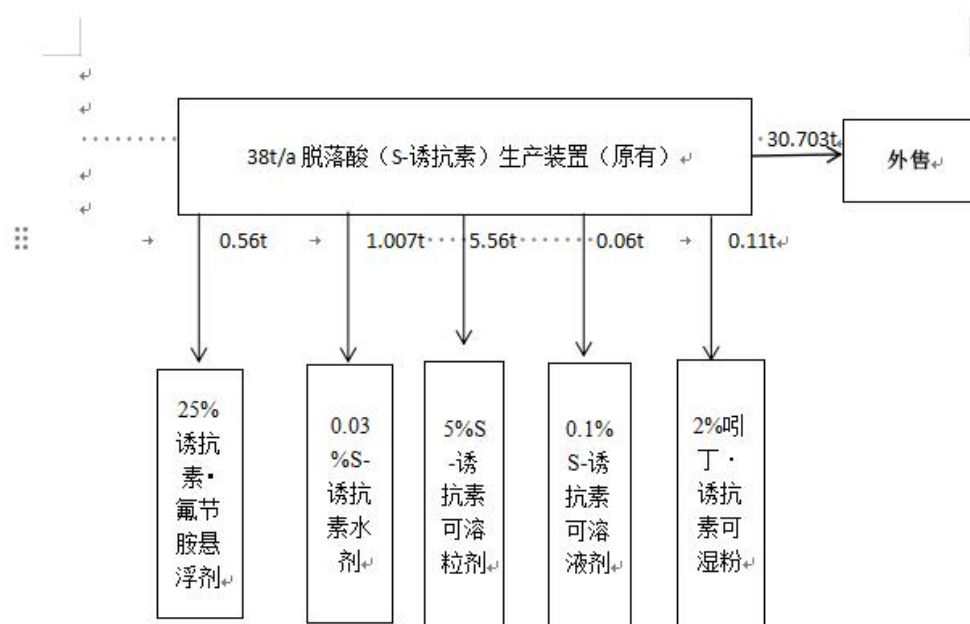 38t/a 脱落酸（S-诱抗素）生产装置（原有）
30.703t
外售
0.56t
1.007t
5.56t
0.06t
0.11t
25%
诱抗
素·
氟节
胺悬
浮剂
0.03
%S-
诱抗
素水
剂
5%S
-诱
抗素
可溶
粒剂
0.1%
S-诱
抗素
可溶
液剂
2%吲
丁·
诱抗
素可
湿粉